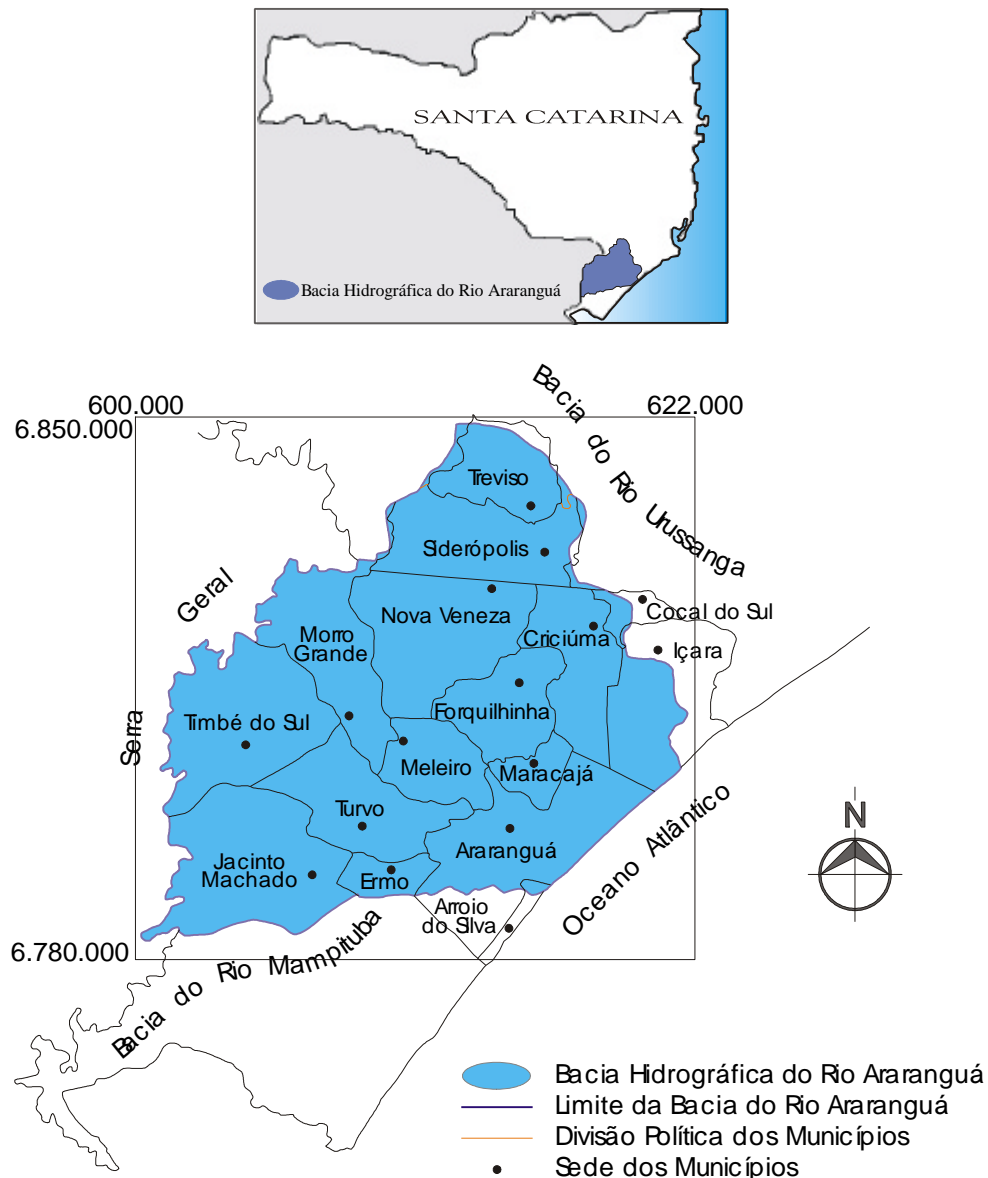 SANTA CATARINA
Bacia Hidrográfica do Rio Araranguá
600.000
622.000
6.850.000
Bacia do Rio Urussanga
Treviso
Siderópolis
Geral
Nova Veneza
Cocal do Sul
Morro
Grande
Criciúma
Içara
Forquilhinha
Timbé do Sul
Serra
Meleiro
Maracajá
Turvo
Oceano Atlântico
N
Araranguá
Jacinto
Machado
Ermo
Arroio
do Silva
6.780.000
Bacia do Rio Mampituba
Bacia Hidrográfica do Rio Araranguá
Limite da Bacia do Rio Araranguá
Divisão Política dos Municípios
Sede dos Municípios